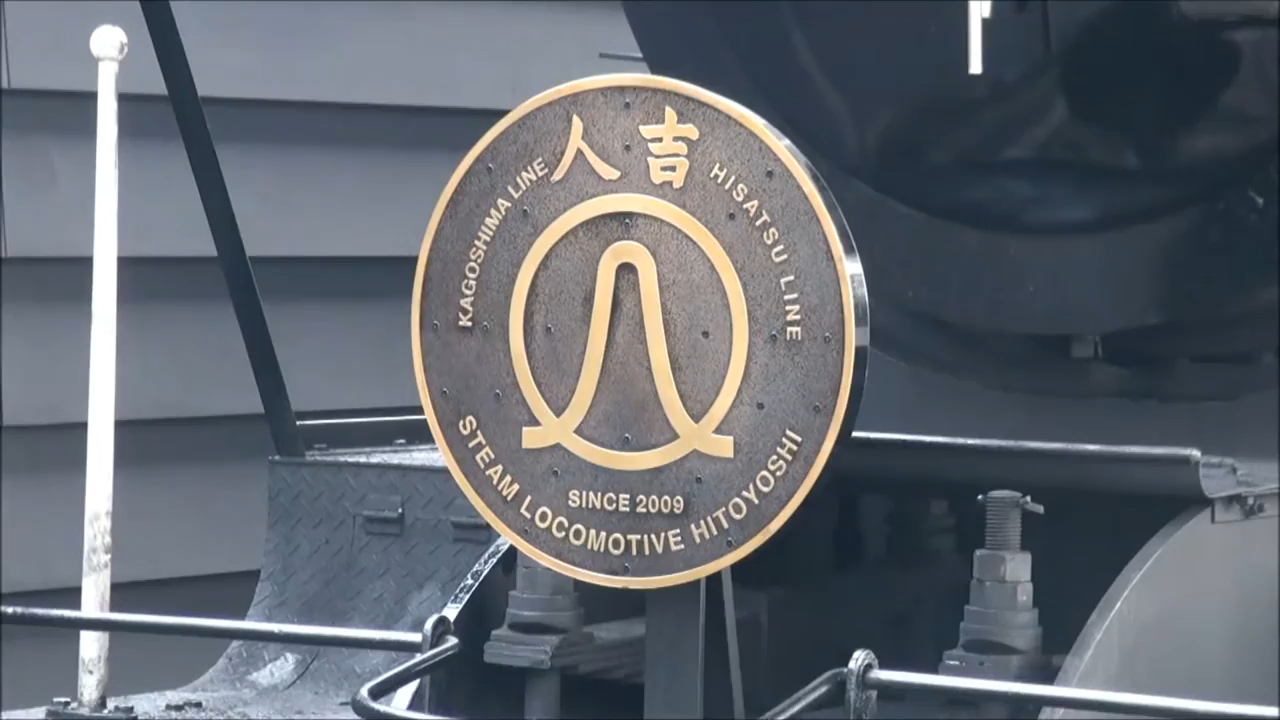 人吉
KAGOSHIMA LINE
HISATSU LINE
SINCE 2009
STEAM LOCOMOTIVE HITOYOSHI